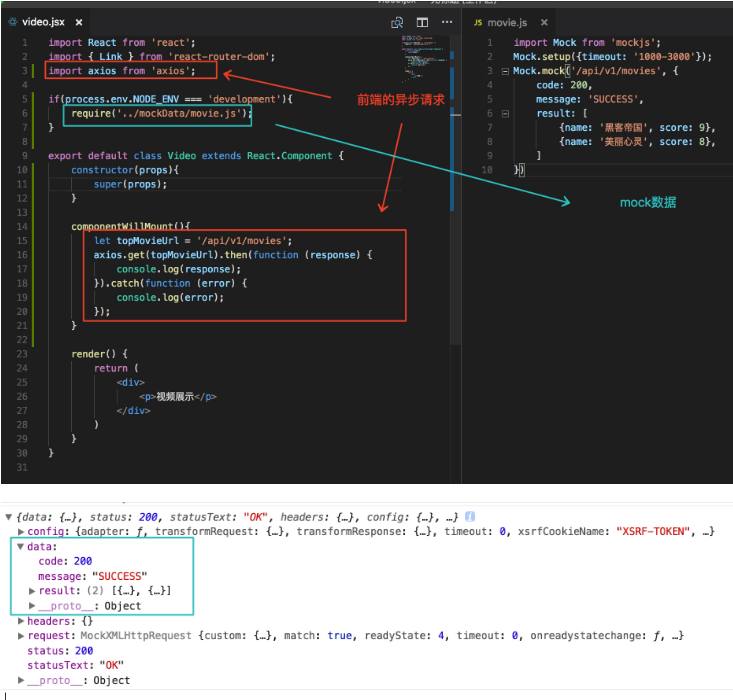 video.jsx
1 import React from 'react';
2 import { Link } from 'react-router-dom';
3 import axios from 'axios';
4
5 if(process.env.NODE_ENV === 'development'){
6 require('../mockData/movie.js');
7 }
8
9 export default class Video extends React.Component {
10 constructor(props){
11 super(props);
12 }
13
14 componentWillMount(){
15 let topMovieUrl = '/api/v1/movies';
16 axios.get(topMovieUrl).then(function (response) {
17 console.log(response);
18 }).catch(function (error) {
19 console.log(error);
20 });
21 }
22
23 render() {
24 return (
25 <div>
26 <p>视频展示</p>
27 </div>
28 )
29 }
30 }
31
前端的异步请求
JS movie.js
1 import Mock from 'mockjs';
2 Mock.setup({timeout: '1000-3000'});
3 Mock.mock('/api/v1/movies', {
4 code: 200,
5 message: 'SUCCESS',
6 result: [
7 {name: '黑客帝国', score: 9},
8 {name: '美丽心灵', score: 8},
9 ]
10 })
mock数据
{data: {…}, status: 200, statusText: "OK", headers: {…}, config: {…}, …}
config: {adapter: ƒ, transformRequest: {…}, transformResponse: {…}, timeout: 0, xsrfCookieName: "XSRF-TOKEN", …}
data:
code: 200
message: "SUCCESS"
result: (2) [{…}, {…}]
__proto__: Object
headers: {}
request: MockXMLHttpRequest {custom: {…}, match: true, readyState: 4, timeout: 0, onreadystatechange: ƒ, …}
status: 200
statusText: "OK"
__proto__: Object